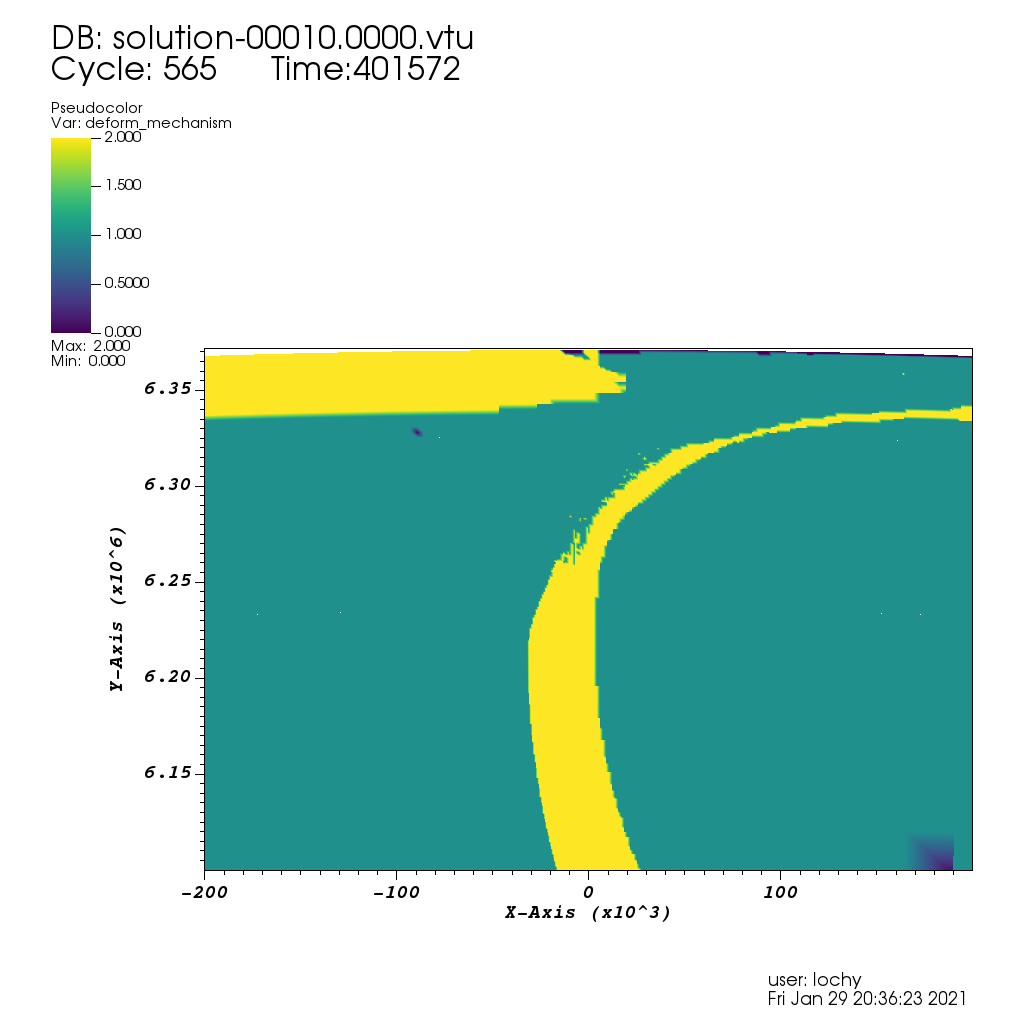 DB: solution-00010.0000.vtu
Cycle: 565 Time:401572
Pseudocolor
Var: deform_mechanism
2.000
1.500
1.000
0.5000
0.000
Max: 2.000
Min: 0.000
6.35
6.30
6.25
6.20
6.15
Y-Axis (x10^6)
-200 -100 0 100
X-Axis (x10^3)
user: lochy
Fri Jan 29 20:36:23 2021